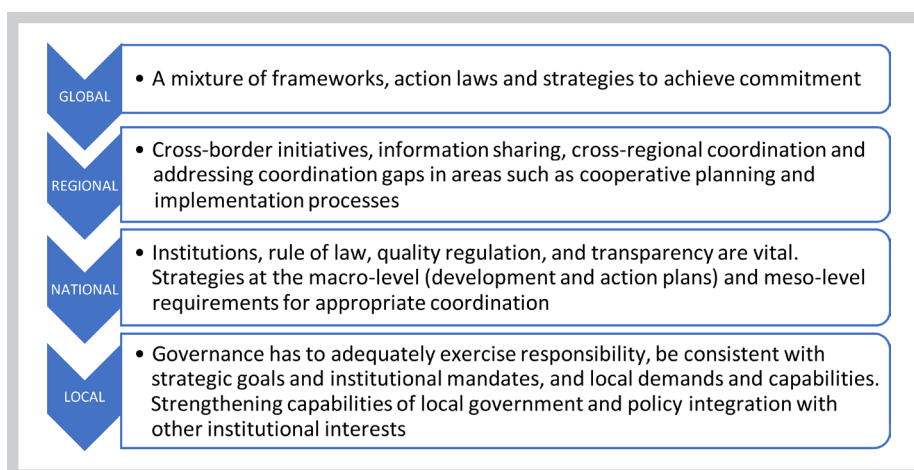 GLOBAL
• A mixture of frameworks, action laws and strategies to achieve commitment
REGIONAL
• Cross-border initiatives, information sharing, cross-regional coordination and
addressing coordination gaps in areas such as cooperative planning and
implementation processes
NATIONAL
• Institutions, rule of law, quality regulation, and transparency are vital.
Strategies at the macro-level (development and action plans) and meso-level
requirements for appropriate coordination
LOCAL
• Governance has to adequately exercise responsibility, be consistent with
strategic goals and institutional mandates, and local demands and capabilities.
Strengthening capabilities of local government and policy integration with
other institutional interests